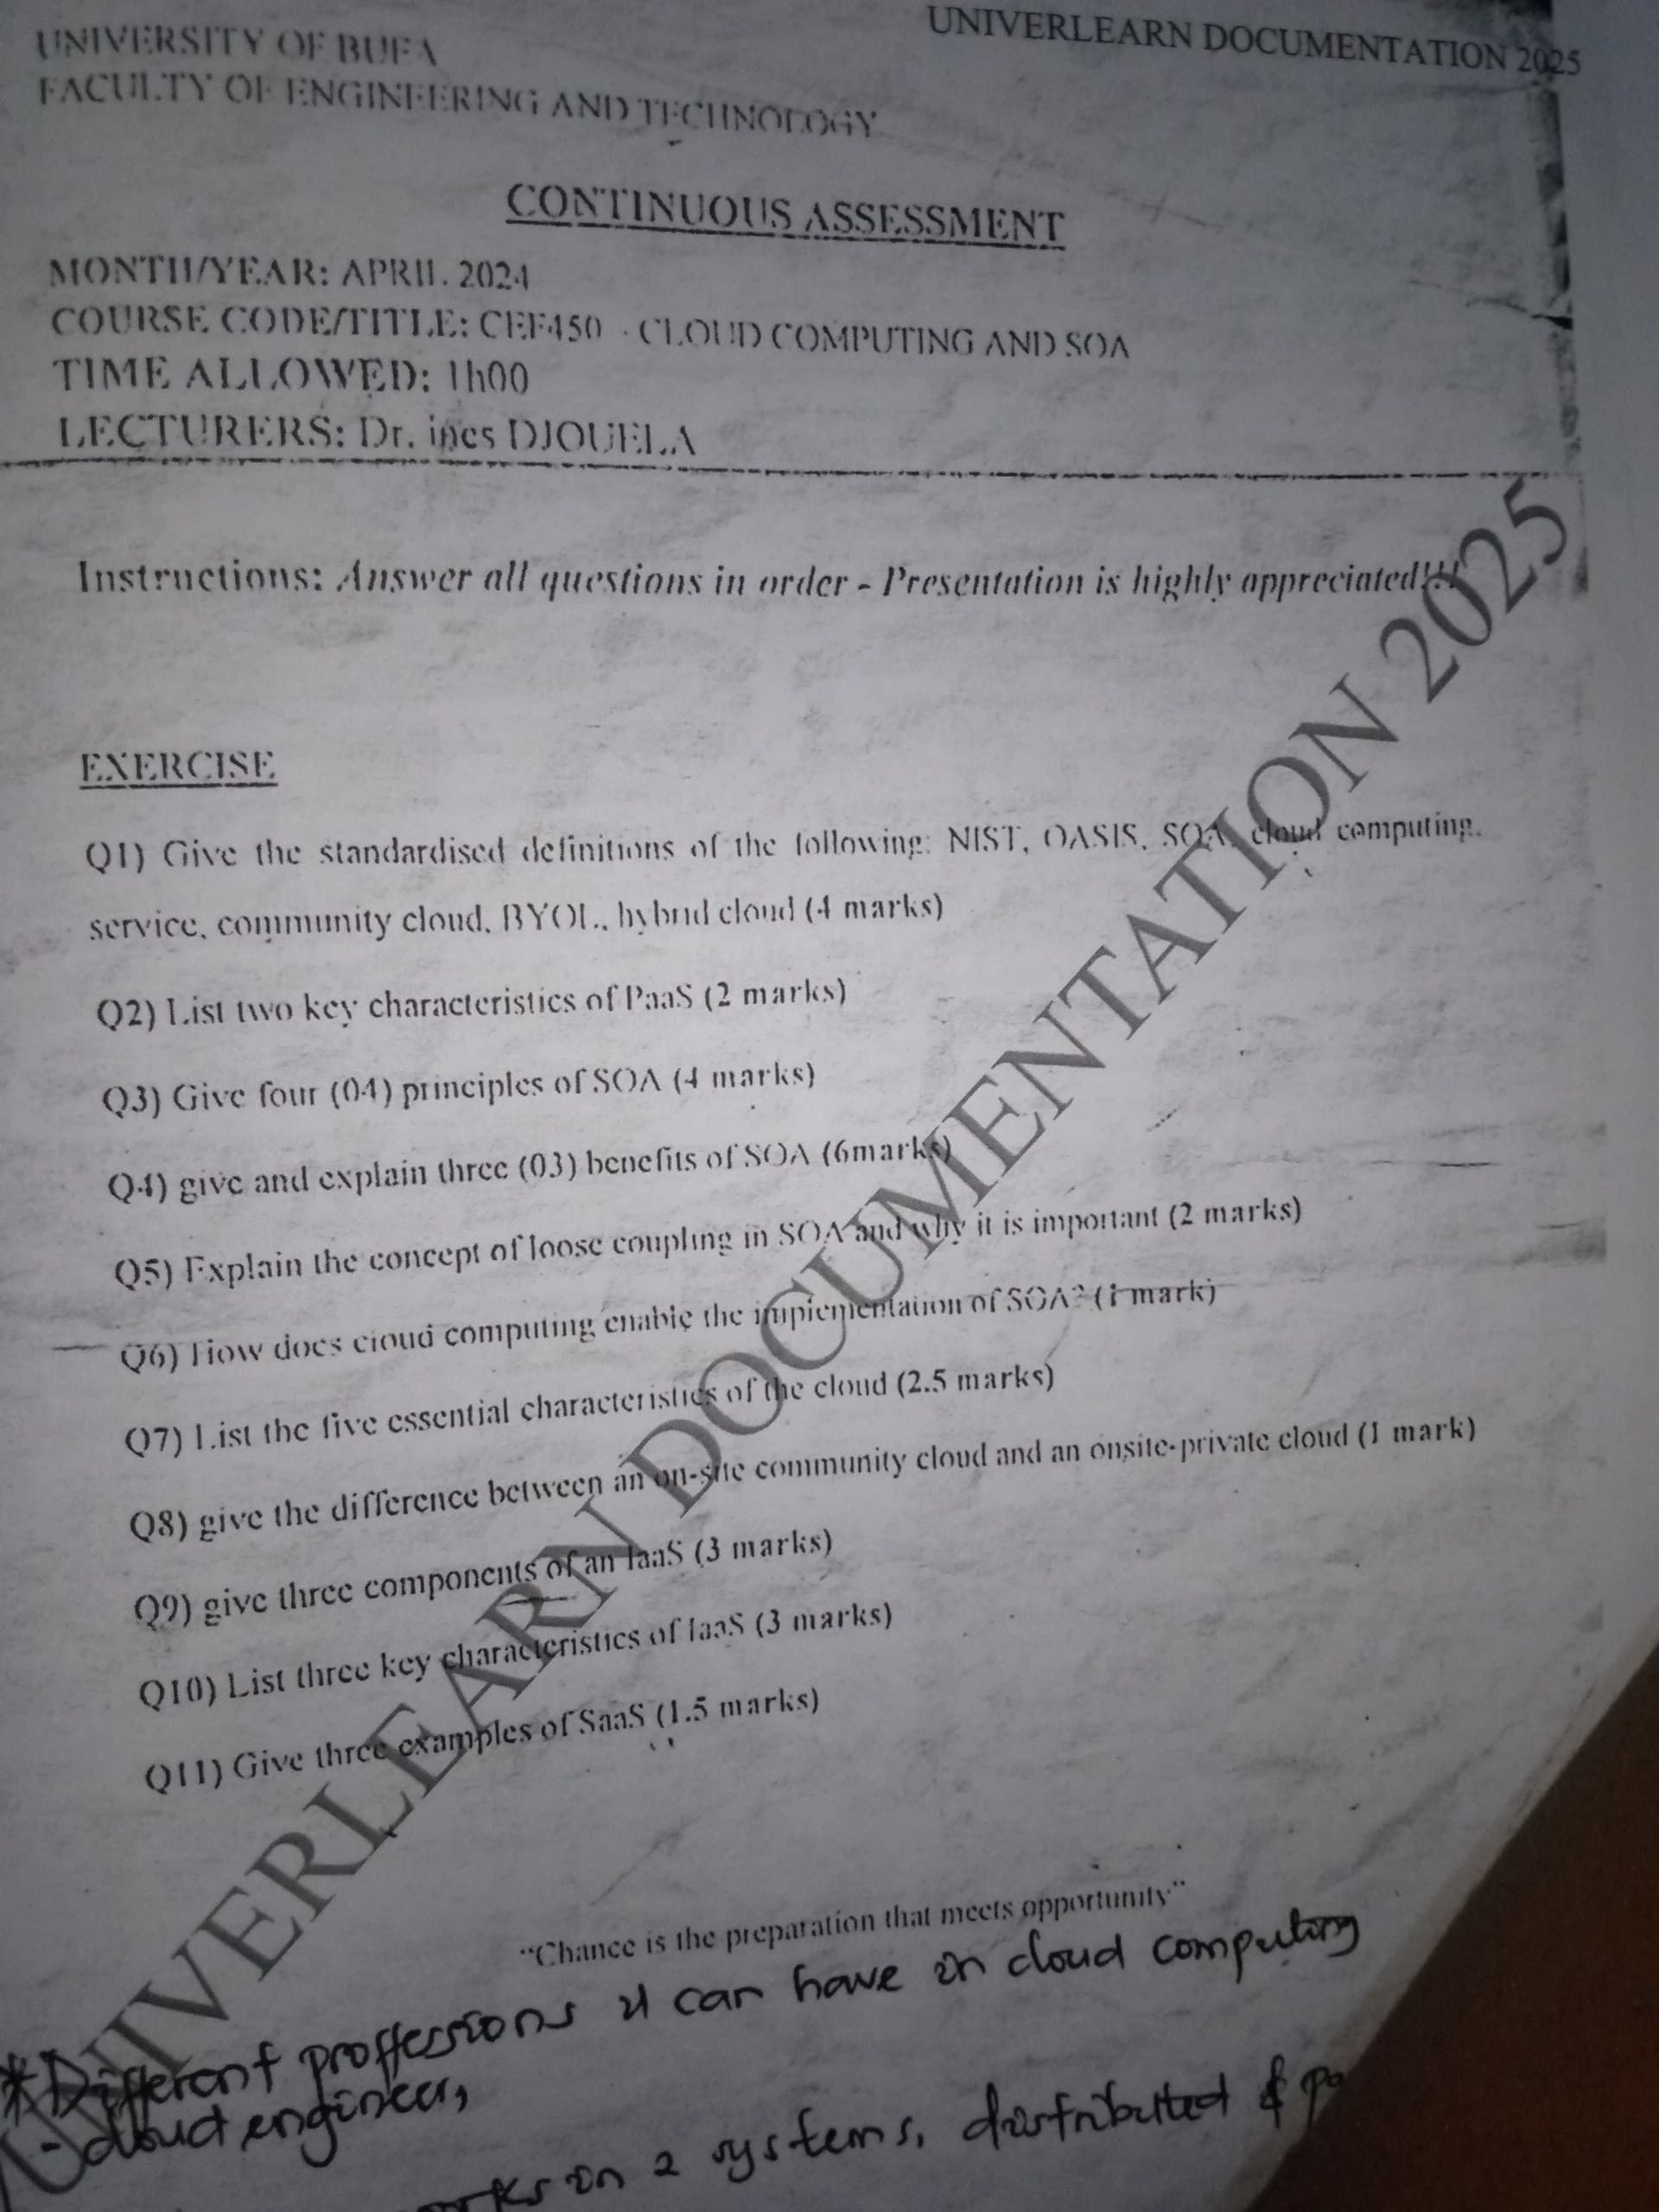 UNIVERLEARN DOCUMENTATION 2025
UNIVERSITY OF BUEA
FACULTY OF ENGINEERING AND TECHNOLOGY
CONTINUOUS ASSESSMENT
MONTH/YEAR: APRIL 2024
COURSE CODE/TITLE: CEF450 - CLOUD COMPUTING AND SOA
TIME ALLOWED: 1h00
LECTURERS: Dr. ines DJOUELA
Instructions: Answer all questions in order - Presentation is highly appreciated!!!
EXERCISE
Q1) Give the standardised definitions of the following: NIST, OASIS, SOA, cloud computing,
service, community cloud, BYOL, hybrid cloud (4 marks)
Q2) List two key characteristics of PaaS (2 marks)
Q3) Give four (04) principles of SOA (4 marks)
Q4) give and explain three (03) benefits of SOA (6marks)
Q5) Explain the concept of loose coupling in SOA and why it is important (2 marks)
Q6) How does cloud computing enable the implementation of SOA? (1 mark)
Q7) List the five essential characteristics of the cloud (2.5 marks)
Q8) give the difference between an on-site community cloud and an onsite-private cloud (1 mark)
Q9) give three components of an IaaS (3 marks)
Q10) List three key characteristics of IaaS (3 marks)
Q11) Give three examples of SaaS (1.5 marks)
"Chance is the preparation that meets opportunity"
*Different proffessions can have in cloud computing
- cloud engineer,
in 2 systems, distributed &
UNIVERLEARN DOCUMENTATION 2025